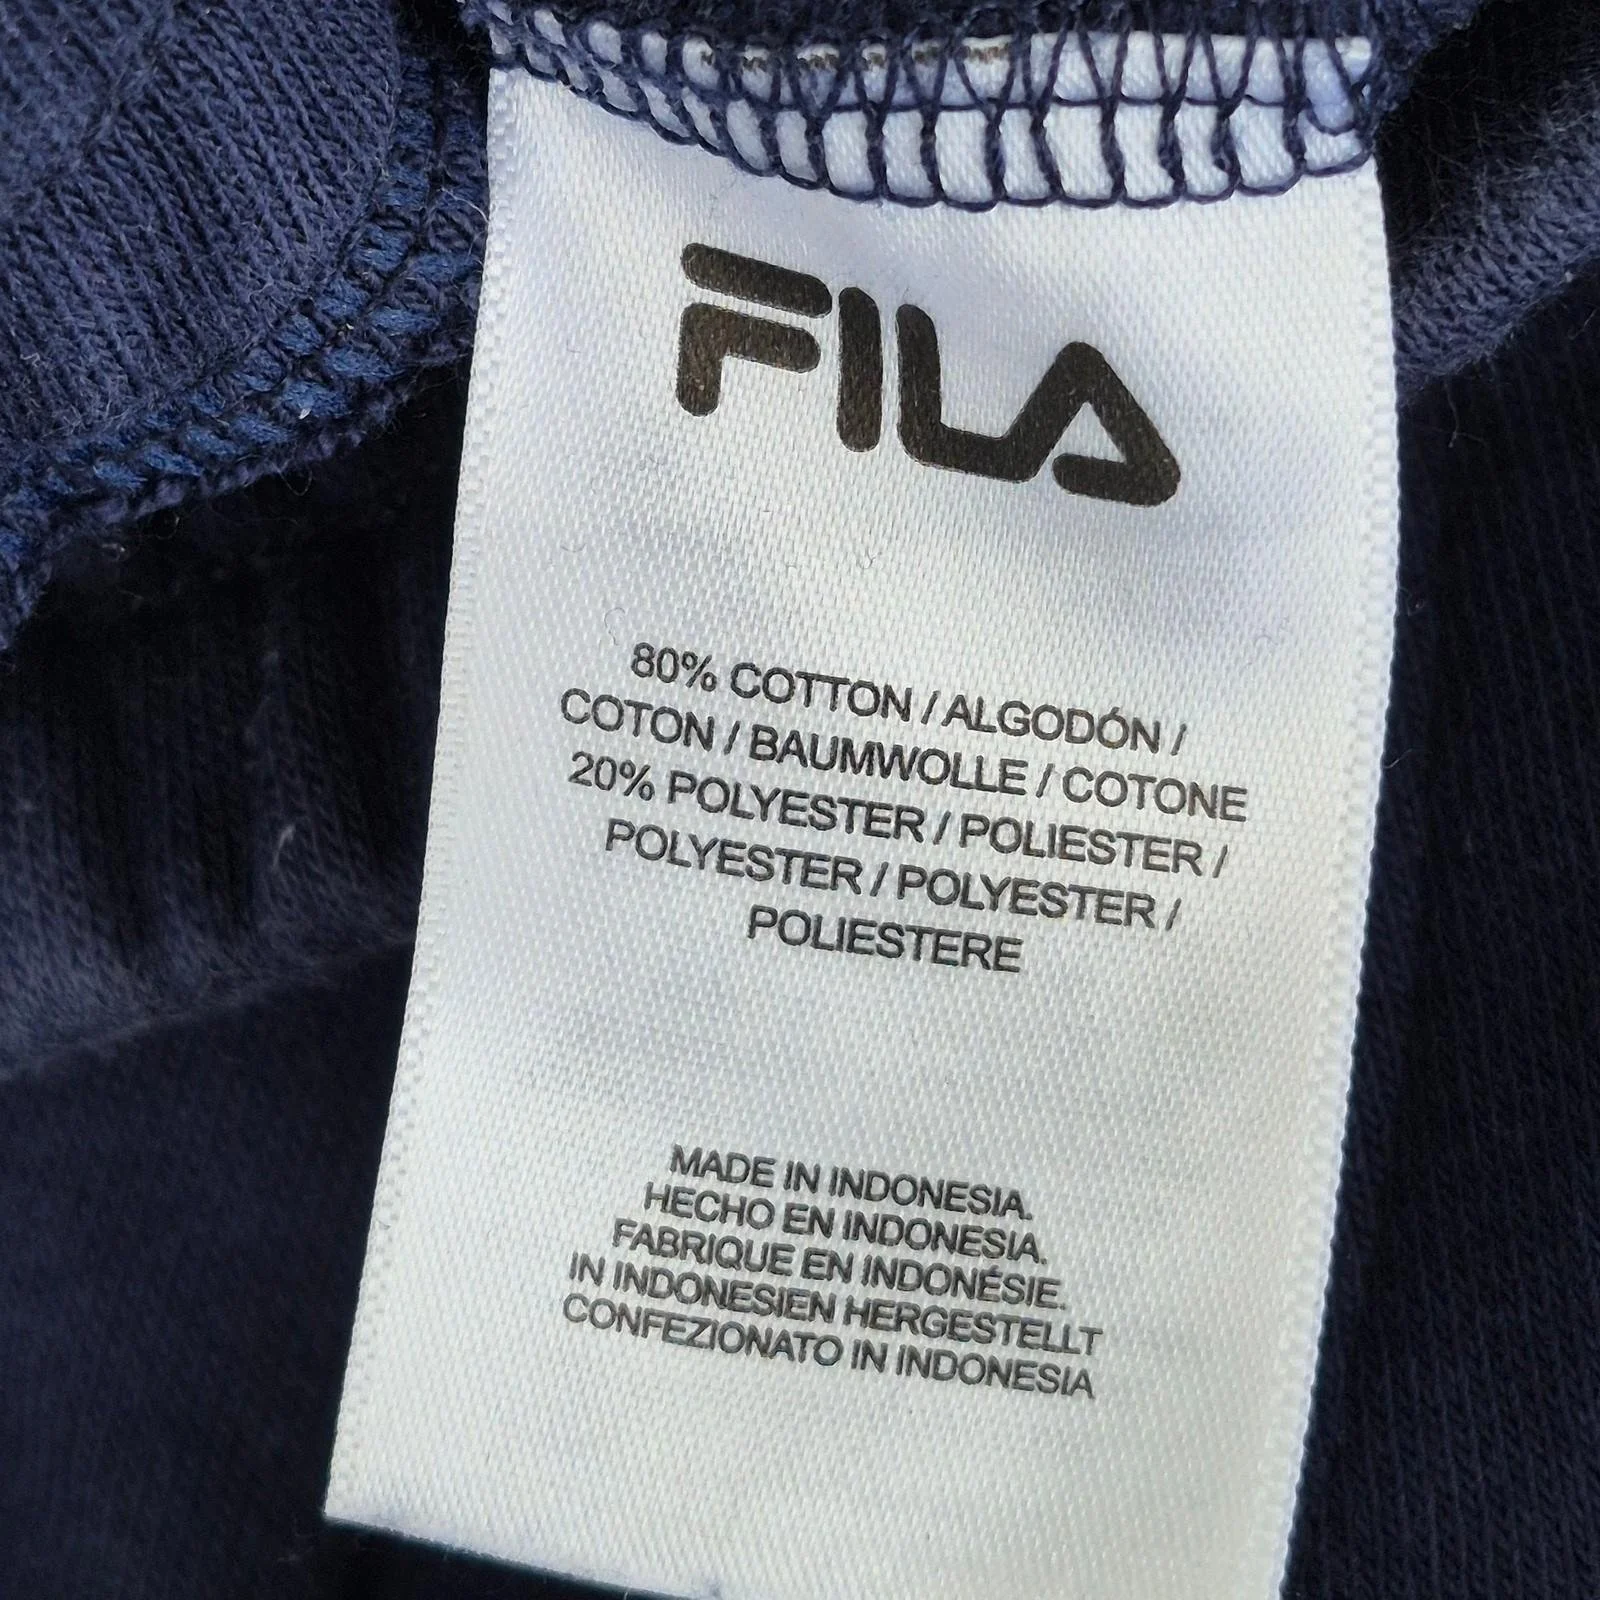 FILA
80% COTTON / ALGODÓN /
COTON / BAUMWOLLE / COTONE
20% POLYESTER / POLIESTER /
POLYESTER / POLYESTER /
POLIESTERE
MADE IN INDONESIA.
HECHO EN INDONESIA.
FABRIQUE EN INDONÉSIE.
IN INDONESIEN HERGESTELLT
CONFEZIONATO IN INDONESIA